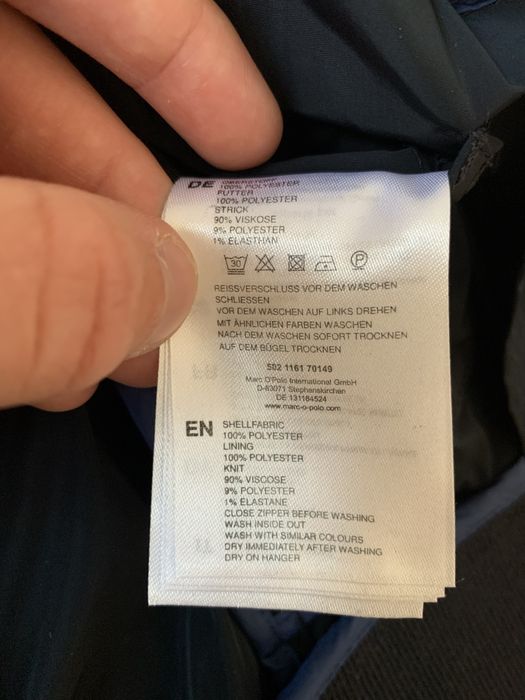 DE OBERSTOFF
100% POLYESTER
FUTTER
100% POLYESTER
STRICK
90% VISKOSE
9% POLYESTER
1% ELASTHAN
30 P
REISSVERSCHLUSS VOR DEM WASCHEN
SCHLIESSEN
VOR DEM WASCHEN AUF LINKS DREHEN
MIT ÄHNLICHEN FARBEN WASCHEN
NACH DEM WASCHEN SOFORT TROCKNEN
AUF DEM BÜGEL TROCKNEN
502 1161 70149
Marc O'Polo International GmbH
D-83071 Stephanskirchen
DE 131184524
www.marc-o-polo.com
EN SHELLFABRIC
100% POLYESTER
LINING
100% POLYESTER
KNIT
90% VISCOSE
9% POLYESTER
1% ELASTANE
CLOSE ZIPPER BEFORE WASHING
WASH INSIDE OUT
WASH WITH SIMILAR COLOURS
DRY IMMEDIATELY AFTER WASHING
DRY ON HANGER